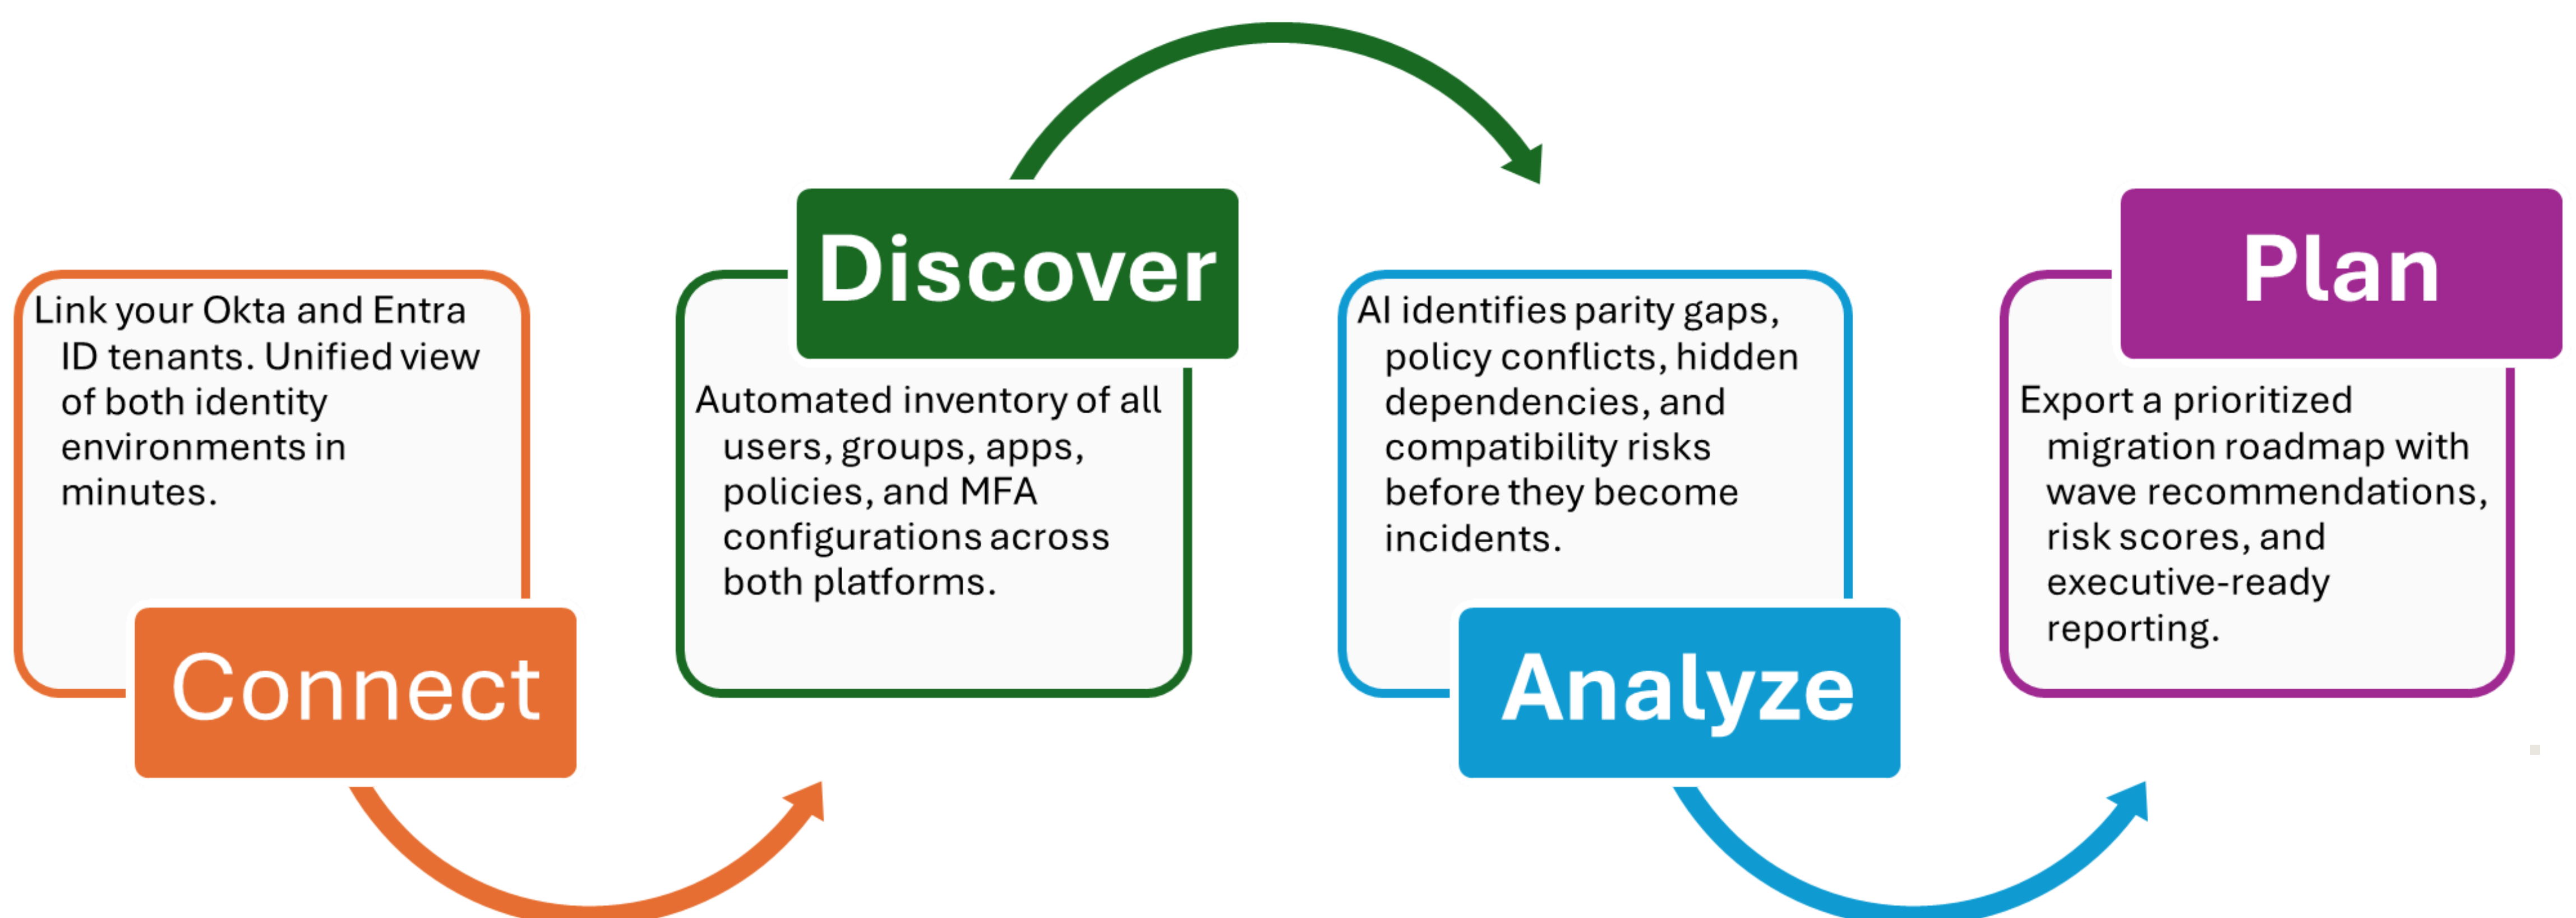 Link your Okta and Entra
ID tenants. Unified view
of both identity
environments in
minutes.
Connect
Discover
Automated inventory of all
users, groups, apps,
policies, and MFA
configurations across
both platforms.
AI identifies parity gaps,
policy conflicts, hidden
dependencies, and
compatibility risks
before they become
incidents.
Analyze
Plan
Export a prioritized
migration roadmap with
wave recommendations,
risk scores, and
executive-ready
reporting.